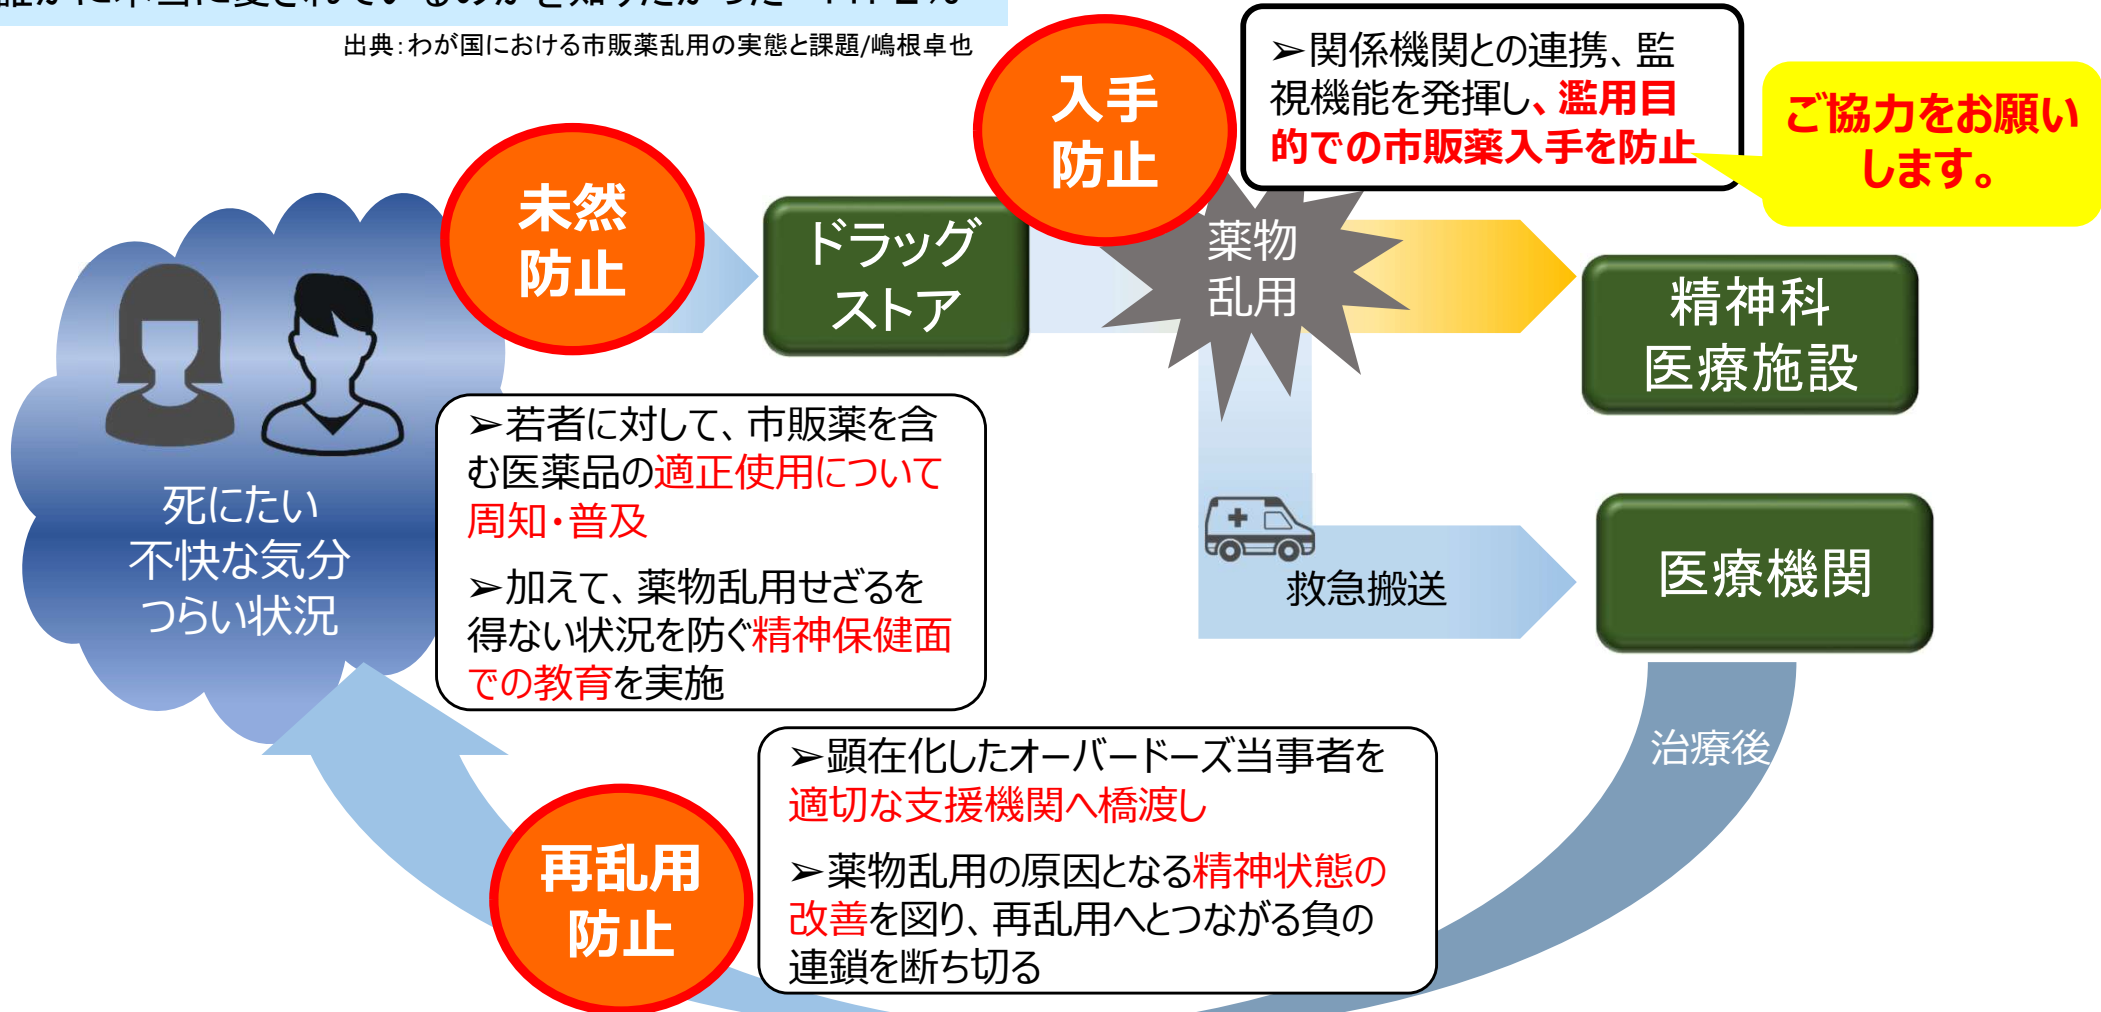 出典：わが国における市販薬乱用の実態と課題/嶋根卓也
入手
防止
➢関係機関との連携、監
視機能を発揮し、濫用目
的での市販薬入手を防止
ご協力をお願い
します。
未然
防止
ドラッグ
ストア
薬物
乱用
精神科
医療施設
死にたい
不快な気分
つらい状況
➢若者に対して、市販薬を含
む医薬品の適正使用について
周知・普及
➢加えて、薬物乱用せざるを
得ない状況を防ぐ精神保健面
での教育を実施
救急搬送
医療機関
治療後
再乱用
防止
➢顕在化したオーバードーズ当事者を
適切な支援機関へ橋渡し
➢薬物乱用の原因となる精神状態の
改善を図り、再乱用へとつながる負の
連鎖を断ち切る